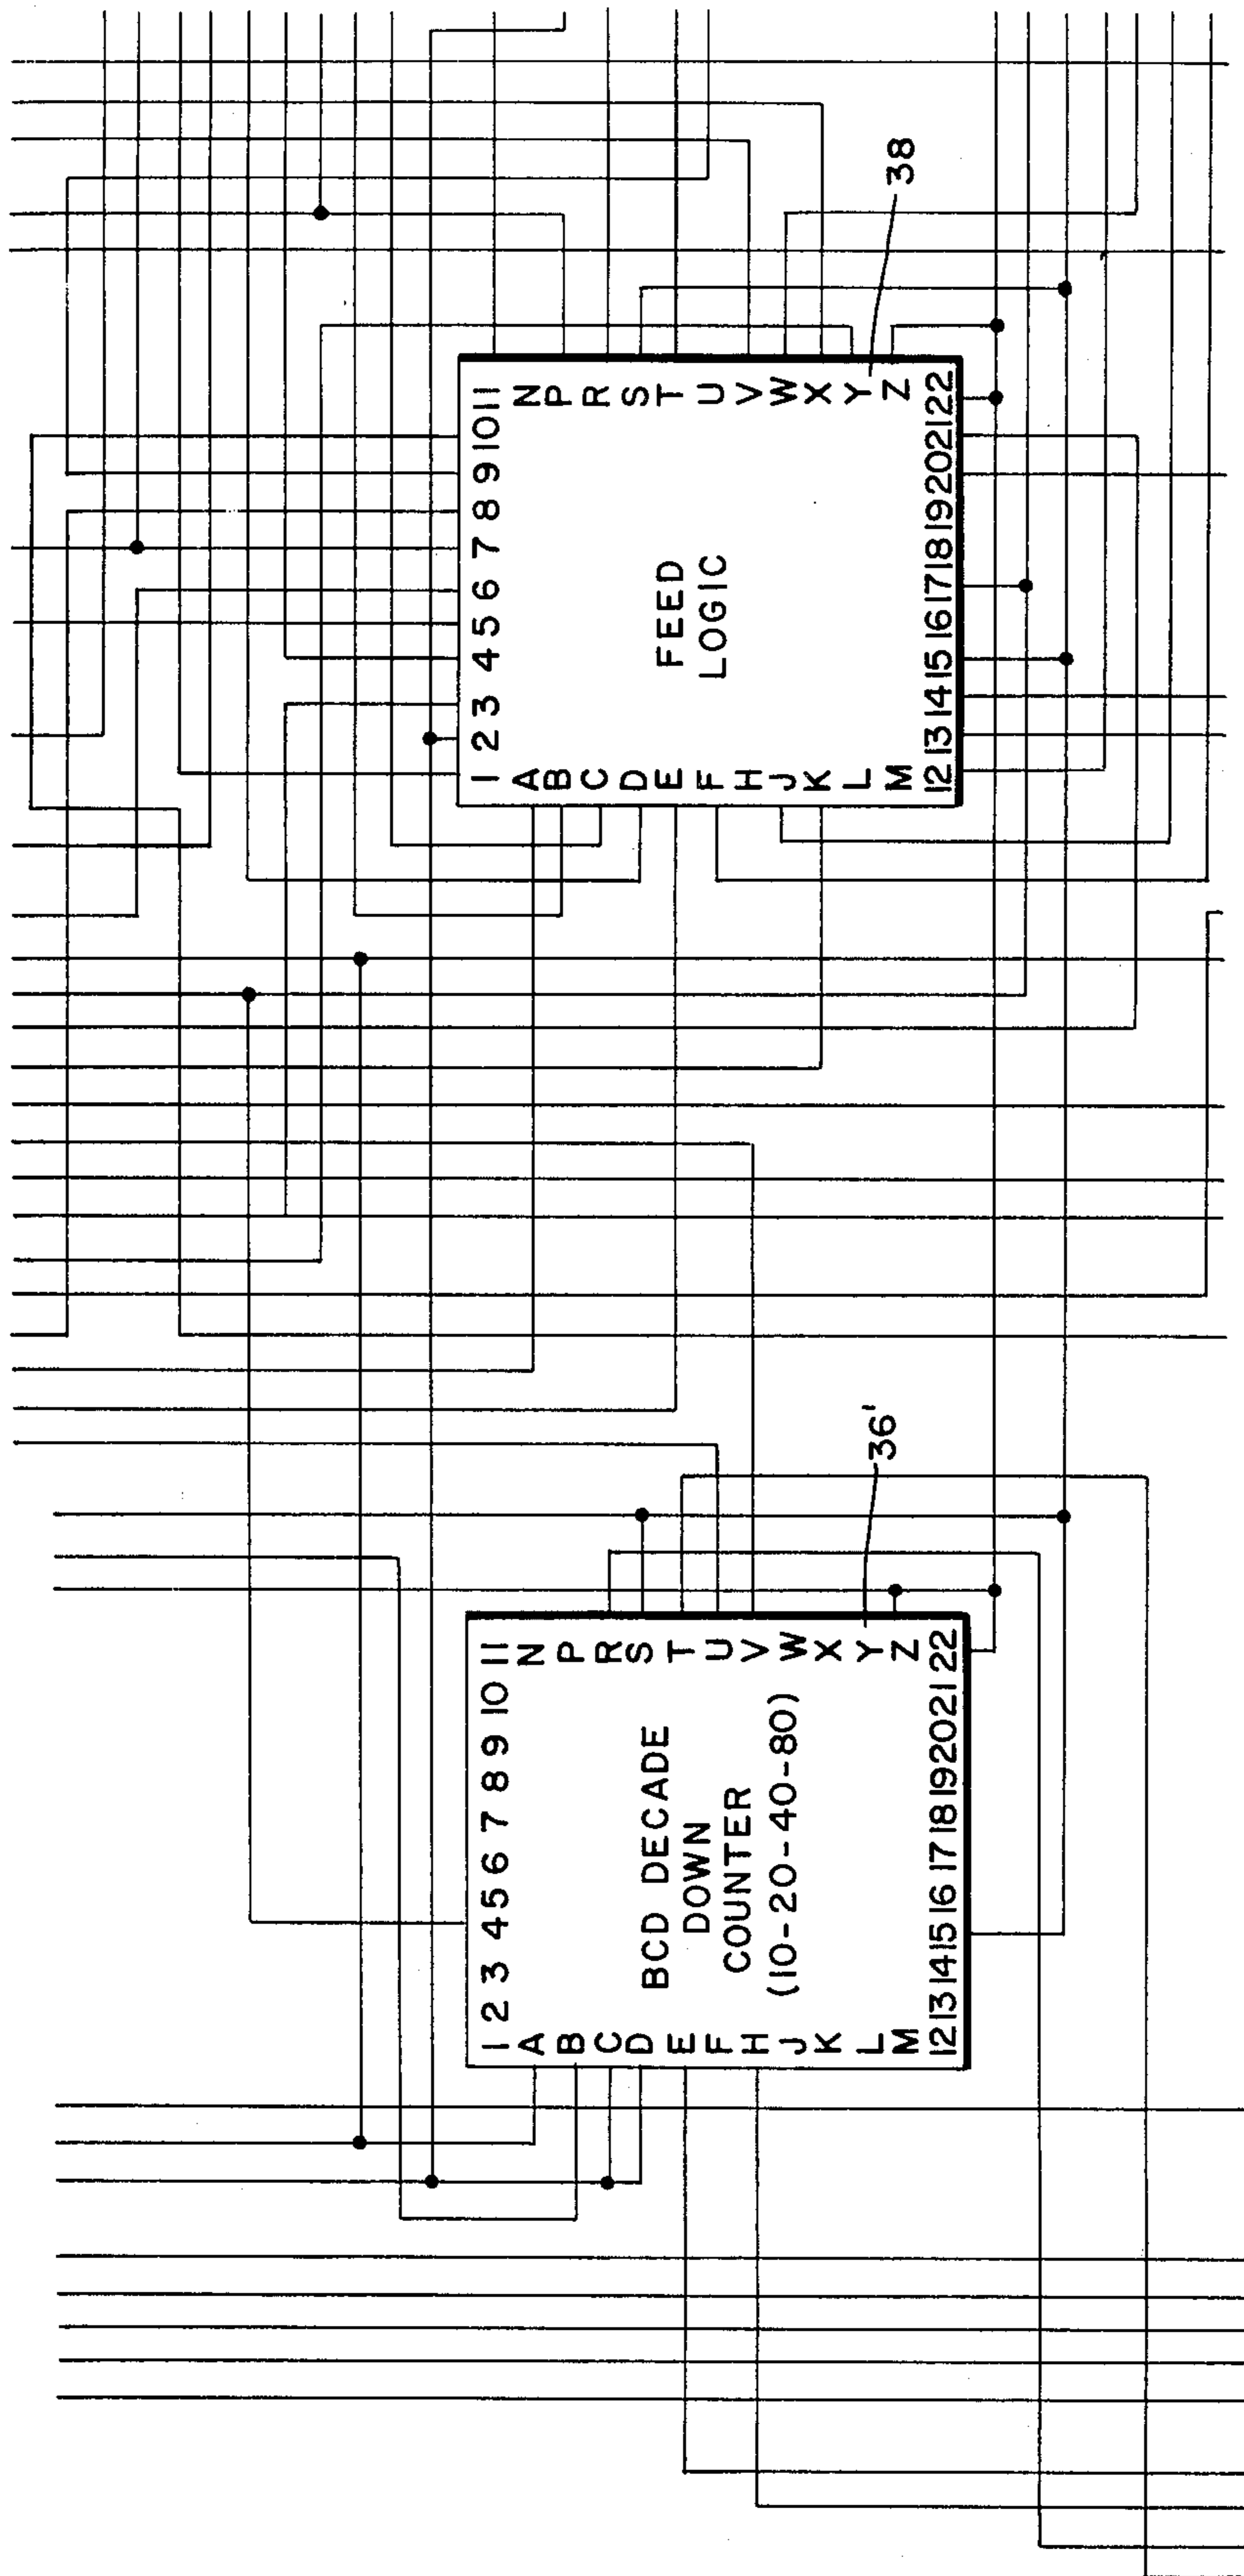 1 2 3 4 5 6 7 8 9 10 11
A
B
C
D
E
F
H
J
K
L
M
BCD DECADE
DOWN
COUNTER
(10-20-40-80)
N
P
R
S
T
U
V
W
X
Y
Z
12 13 14 15 16 17 18 19 20 21 22
36'
1 2 3 4 5 6 7 8 9 10 11
A
B
C
D
E
F
H
J
K
L
M
FEED
LOGIC
N
P
R
S
T
U
V
W
X
Y
Z
12 13 14 15 16 17 18 19 20 21 22
38